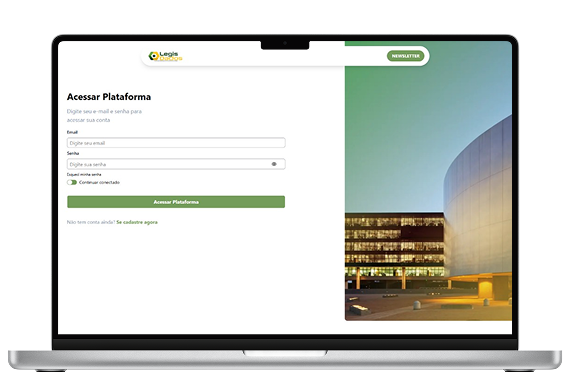 Legis
NEWSLETTER
Acessar Plataforma
Digite seu e-mail e senha para
acessar sua conta
Email
Digite seu email
Senha
Digite sua senha
Esqueci minha senha
Continuar conectado
Acessar Plataforma
Não tem conta ainda? Se cadastre agora